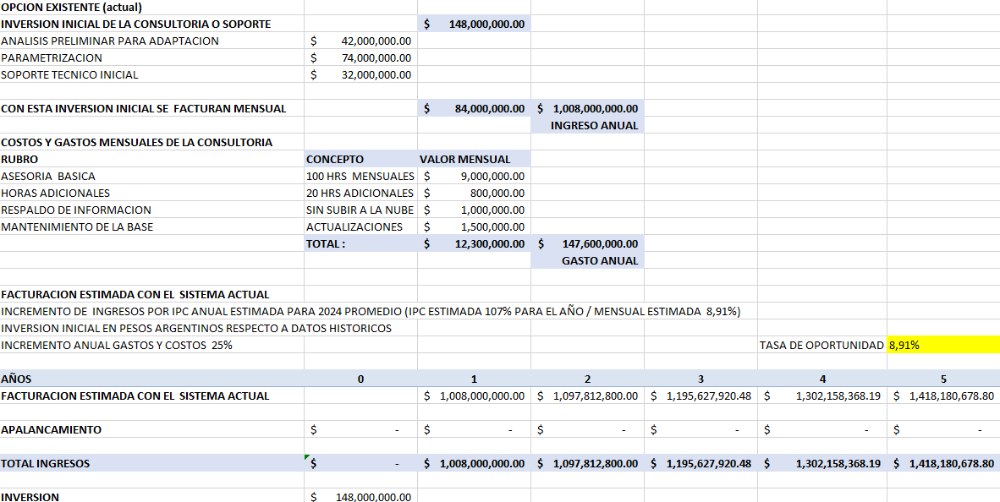 OPCION EXISTENTE (actual)
INVERSION INICIAL DE LA CONSULTORIA O SOPORTE $ 148,000,000.00
ANALISIS PRELIMINAR PARA ADAPTACION $ 42,000,000.00
PARAMETRIZACION $ 74,000,000.00
SOPORTE TECNICO INICIAL $ 32,000,000.00
CON ESTA INVERSION INICIAL SE FACTURAN MENSUAL $ 84,000,000.00 $ 1,008,000,000.00
INGRESO ANUAL
COSTOS Y GASTOS MENSUALES DE LA CONSULTORIA
RUBRO CONCEPTO VALOR MENSUAL
ASESORIA BASICA 100 HRS MENSUALES $ 9,000,000.00
HORAS ADICIONALES 20 HRS ADICIONALES $ 800,000.00
RESPALDO DE INFORMACION SIN SUBIR A LA NUBE $ 1,000,000.00
MANTENIMIENTO DE LA BASE ACTUALIZACIONES $ 1,500,000.00
TOTAL : $ 12,300,000.00 $ 147,600,000.00
GASTO ANUAL
FACTURACION ESTIMADA CON EL SISTEMA ACTUAL
INCREMENTO DE INGRESOS POR IPC ANUAL ESTIMADA PARA 2024 PROMEDIO (IPC ESTIMADA 107% PARA EL AÑO / MENSUAL ESTIMADA 8,91%)
INVERSION INICIAL EN PESOS ARGENTINOS RESPECTO A DATOS HISTORICOS
INCREMENTO ANUAL GASTOS Y COSTOS 25% TASA DE OPORTUNIDAD 8,91%
AÑOS 0 1 2 3 4 5
FACTURACION ESTIMADA CON EL SISTEMA ACTUAL $ 1,008,000,000.00 $ 1,097,812,800.00 $ 1,195,627,920.48 $ 1,302,158,368.19 $ 1,418,180,678.80
APALANCAMIENTO $ - $ - $ - $ - $ - $ -
TOTAL INGRESOS $ - $ 1,008,000,000.00 $ 1,097,812,800.00 $ 1,195,627,920.48 $ 1,302,158,368.19 $ 1,418,180,678.80
INVERSION $ 148,000,000.00